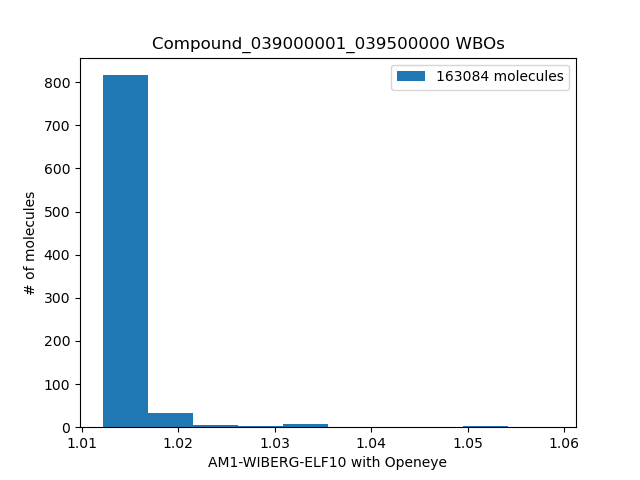 Compound_039000001_039500000 WBOs
163084 molecules
# of molecules
800
700
600
500
400
300
200
100
0
1.01 1.02 1.03 1.04 1.05 1.06
AM1-WIBERG-ELF10 with Openeye